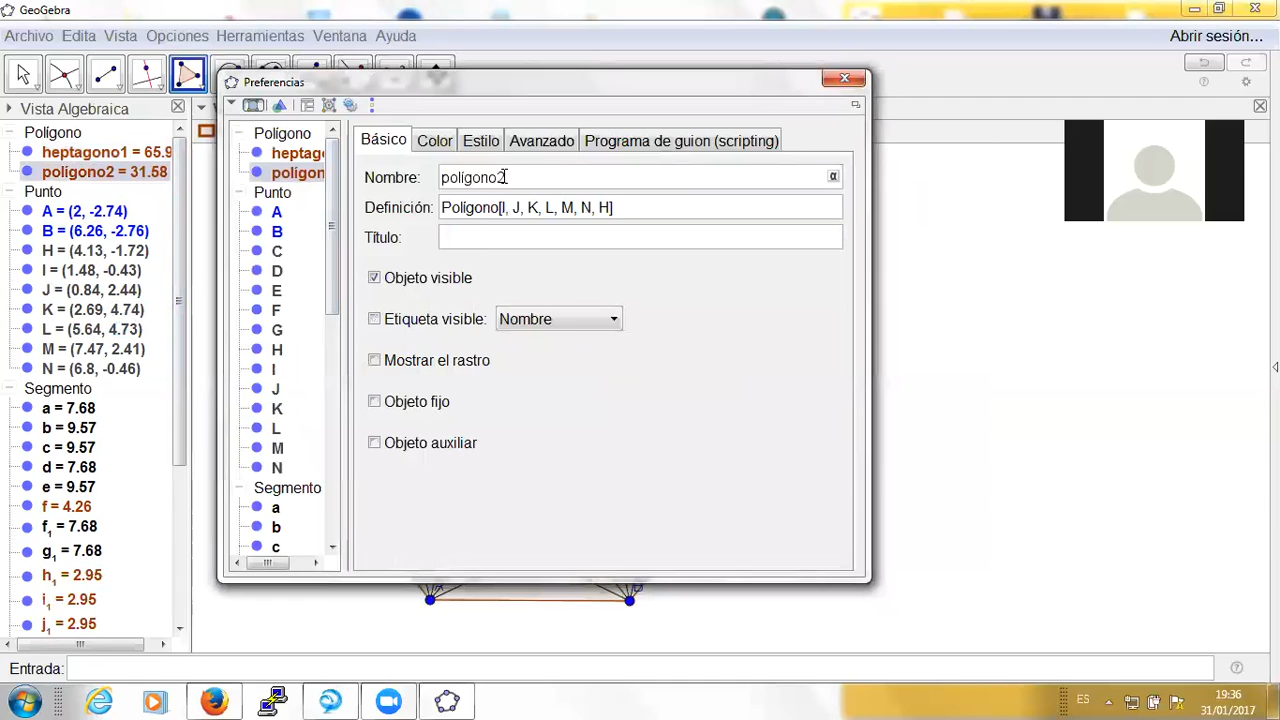 GeoGebra
Archivo Edita Vista Opciones Herramientas Ventana Ayuda
Abrir sesión...
Vista Algebraica
Polígono
heptagono1 = 65.9
polígono2 = 31.58
Punto
A = (2, -2.74)
B = (6.26, -2.76)
H = (4.13, -1.72)
I = (1.48, -0.43)
J = (0.84, 2.44)
K = (2.69, 4.74)
L = (5.64, 4.73)
M = (7.47, 2.41)
N = (6.8, -0.46)
Segmento
a = 7.68
b = 9.57
c = 9.57
d = 7.68
e = 9.57
f = 4.26
f1 = 7.68
g1 = 7.68
h1 = 2.95
i1 = 2.95
j1 = 2.95
Preferencias
Polígono
heptag
polígon
Punto
A
B
C
D
E
F
G
H
I
J
K
L
M
N
Segmento
a
b
c
Básico Color Estilo Avanzado Programa de guion (scripting)
Nombre: polígono2 α
Definición: Polígono[I, J, K, L, M, N, H]
Título:
Objeto visible
Etiqueta visible: Nombre
Mostrar el rastro
Objeto fijo
Objeto auxiliar
Entrada:
ES
19:36
31/01/2017